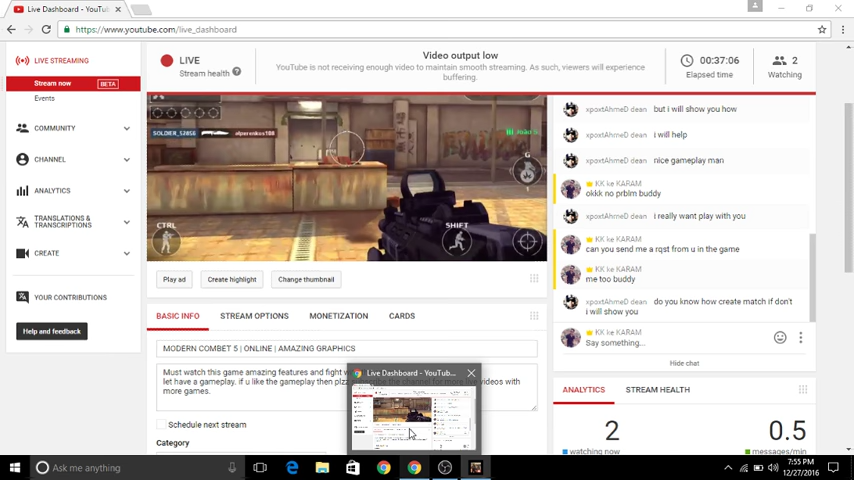 Live Dashboard - YouTu
https://www.youtube.com/live_dashboard
LIVE STREAMING
Stream now BETA
Events
COMMUNITY
CHANNEL
ANALYTICS
TRANSLATIONS &
TRANSCRIPTIONS
CREATE
YOUR CONTRIBUTIONS
Help and feedback
LIVE
Stream health ?
Video output low
YouTube is not receiving enough video to maintain smooth streaming. As such, viewers will experience
buffering.
00:37:06
Elapsed time
2
Watching
SOLDIER_52056
CTRL
SHIFT
G
Play ad
Create highlight
Change thumbnail
BASIC INFO
STREAM OPTIONS
MONETIZATION
CARDS
MODERN COMBAT 5 | ONLINE | AMAZING GRAPHICS
Must watch this game amazing features and fight
let have a gameplay. if u like the gameplay then plzz
videos with
more games.
Schedule next stream
Category
Live Dashboard - YouTub...
xpoxtAhmeD dean but i will show you how
xpoxtAhmeD dean i will help
xpoxtAhmeD dean nice gameplay man
KK ke KARAM
okkk no prblm buddy
xpoxtAhmeD dean i really want play with you
KK ke KARAM
can you send me a rqst from u in the game
KK ke KARAM
me too buddy
xpoxtAhmeD dean do you know how create match if don't
i will show you
KK ke KARAM
Say something...
Hide chat
ANALYTICS
STREAM HEALTH
2
watching now
0.5
messages/min
Ask me anything
7:55 PM
12/27/2016